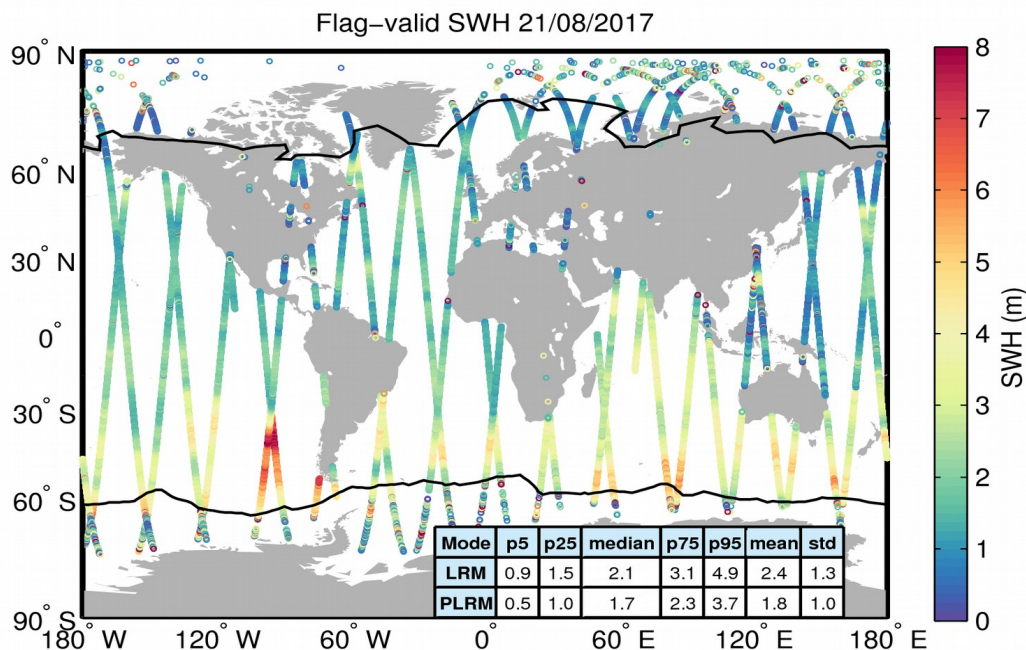 Flag−valid SWH 21/08/2017
90° N
60° N
30° N
0°
30° S
60° S
90° S
180° W
120° W
60° W
0°
60° E
120° E
180° E
8
7
6
5
4
3
2
1
0
SWH (m)
Mode p5 p25 median p75 p95 mean std
LRM 0.9 1.5 2.1 3.1 4.9 2.4 1.3
PLRM 0.5 1.0 1.7 2.3 3.7 1.8 1.0